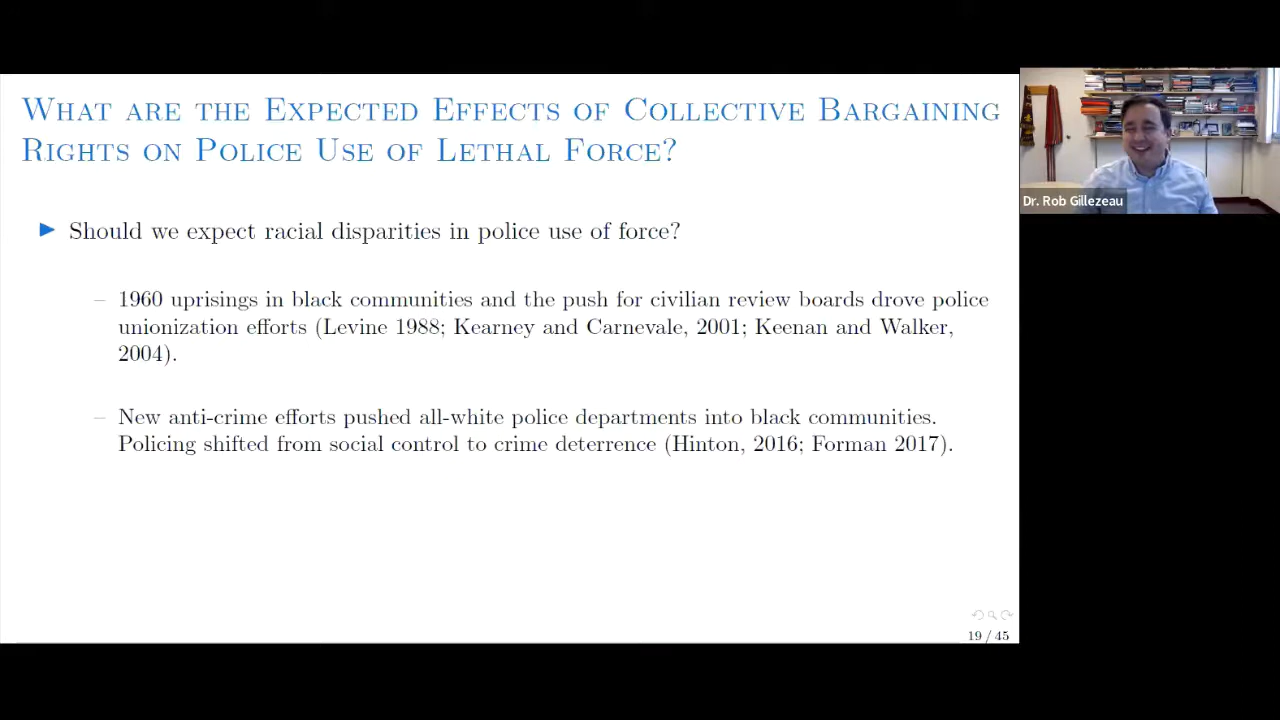 What are the Expected Effects of Collective Bargaining
Rights on Police Use of Lethal Force?
Should we expect racial disparities in police use of force?
– 1960 uprisings in black communities and the push for civilian review boards drove police
unionization efforts (Levine 1988; Kearney and Carnevale, 2001; Keenan and Walker,
2004).
– New anti-crime efforts pushed all-white police departments into black communities.
Policing shifted from social control to crime deterrence (Hinton, 2016; Forman 2017).
19 / 45
Dr. Rob Gillezeau